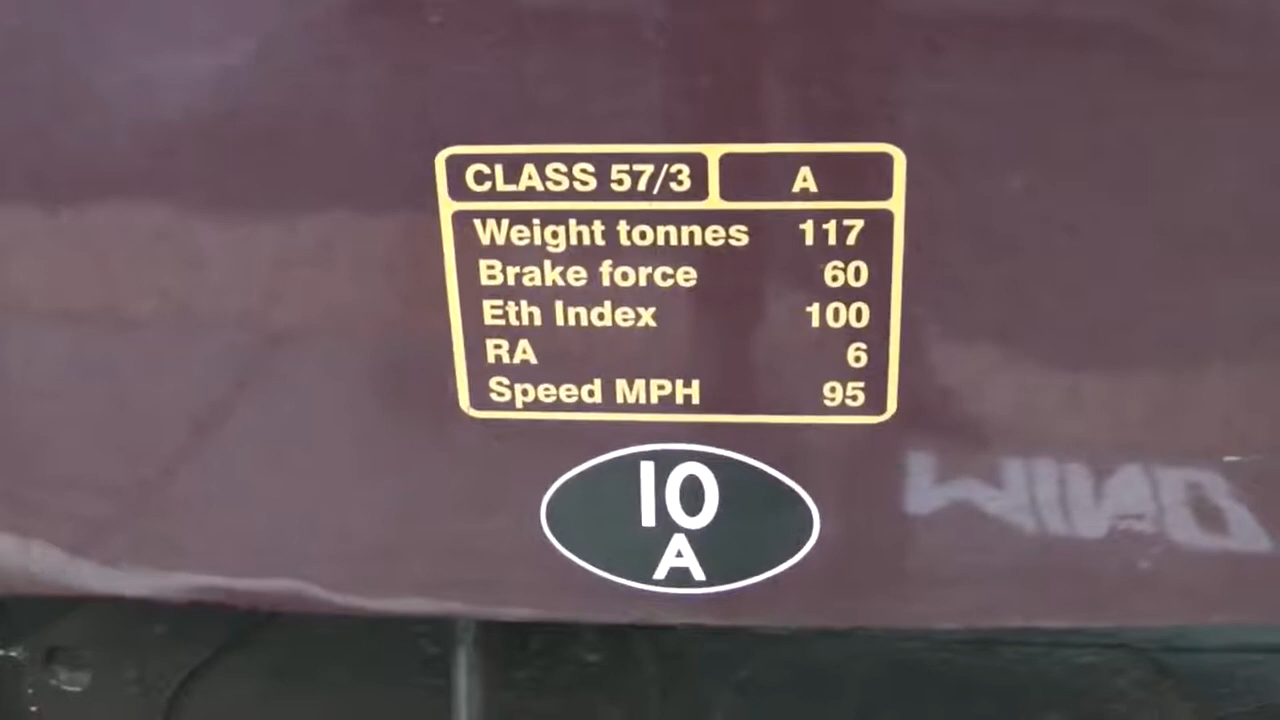 CLASS 57/3 A
Weight tonnes 117
Brake force 60
Eth Index 100
RA 6
Speed MPH 95
10
A